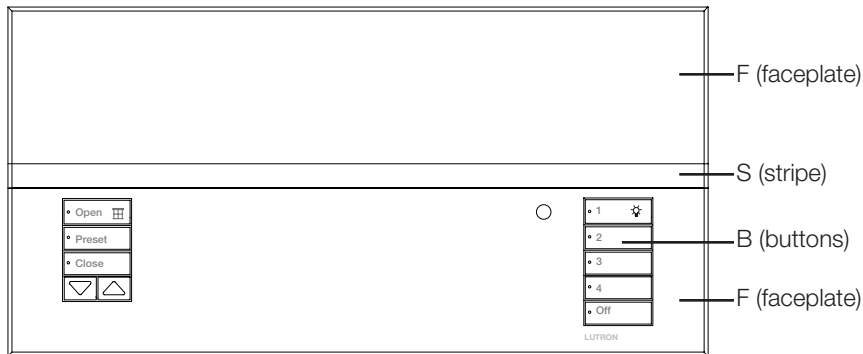 F (faceplate)
S (stripe)
Open
Preset
Close
1
2
3
4
Off
LUTRON
B (buttons)
F (faceplate)